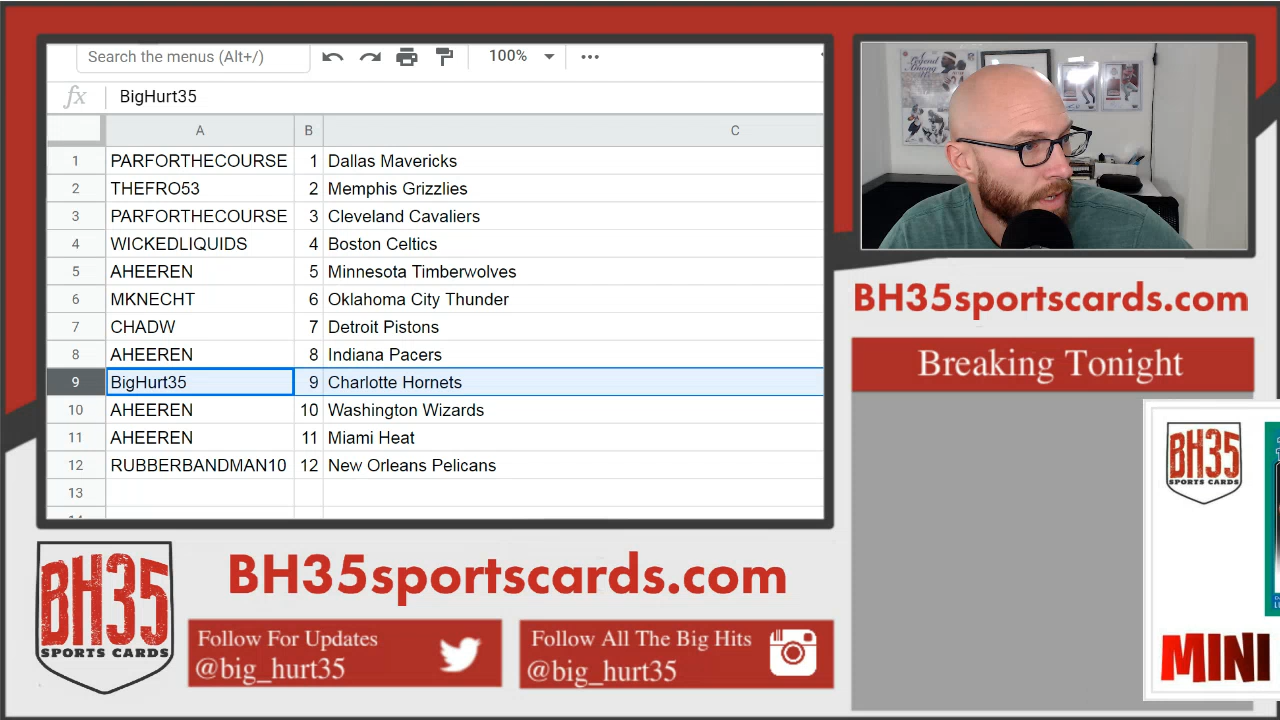 Search the menus (Alt+/)
100%
fx
BigHurt35
A B C
1 PARFORTHECOURSE 1 Dallas Mavericks
2 THEFRO53 2 Memphis Grizzlies
3 PARFORTHECOURSE 3 Cleveland Cavaliers
4 WICKEDLIQUIDS 4 Boston Celtics
5 AHEEREN 5 Minnesota Timberwolves
6 MKNECHT 6 Oklahoma City Thunder
7 CHADW 7 Detroit Pistons
8 AHEEREN 8 Indiana Pacers
9 BigHurt35 9 Charlotte Hornets
10 AHEEREN 10 Washington Wizards
11 AHEEREN 11 Miami Heat
12 RUBBERBANDMAN10 12 New Orleans Pelicans
13
BH35sportscards.com
Breaking Tonight
BH35
SPORTS CARDS
MINI
BH35
SPORTS CARDS
BH35sportscards.com
Follow For Updates
@big_hurt35
Follow All The Big Hits
@big_hurt35